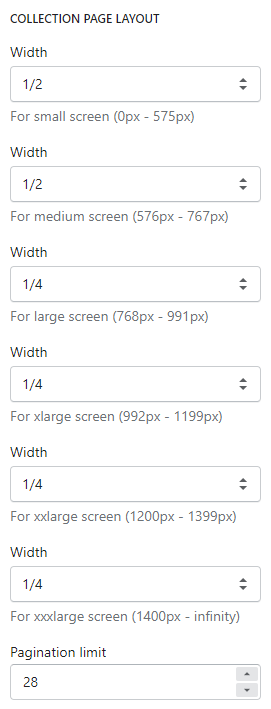 COLLECTION PAGE LAYOUT
Width
1/2
For small screen (0px - 575px)
Width
1/2
For medium screen (576px - 767px)
Width
1/4
For large screen (768px - 991px)
Width
1/4
For xlarge screen (992px - 1199px)
Width
1/4
For xxlarge screen (1200px - 1399px)
Width
1/4
For xxxlarge screen (1400px - infinity)
Pagination limit
28